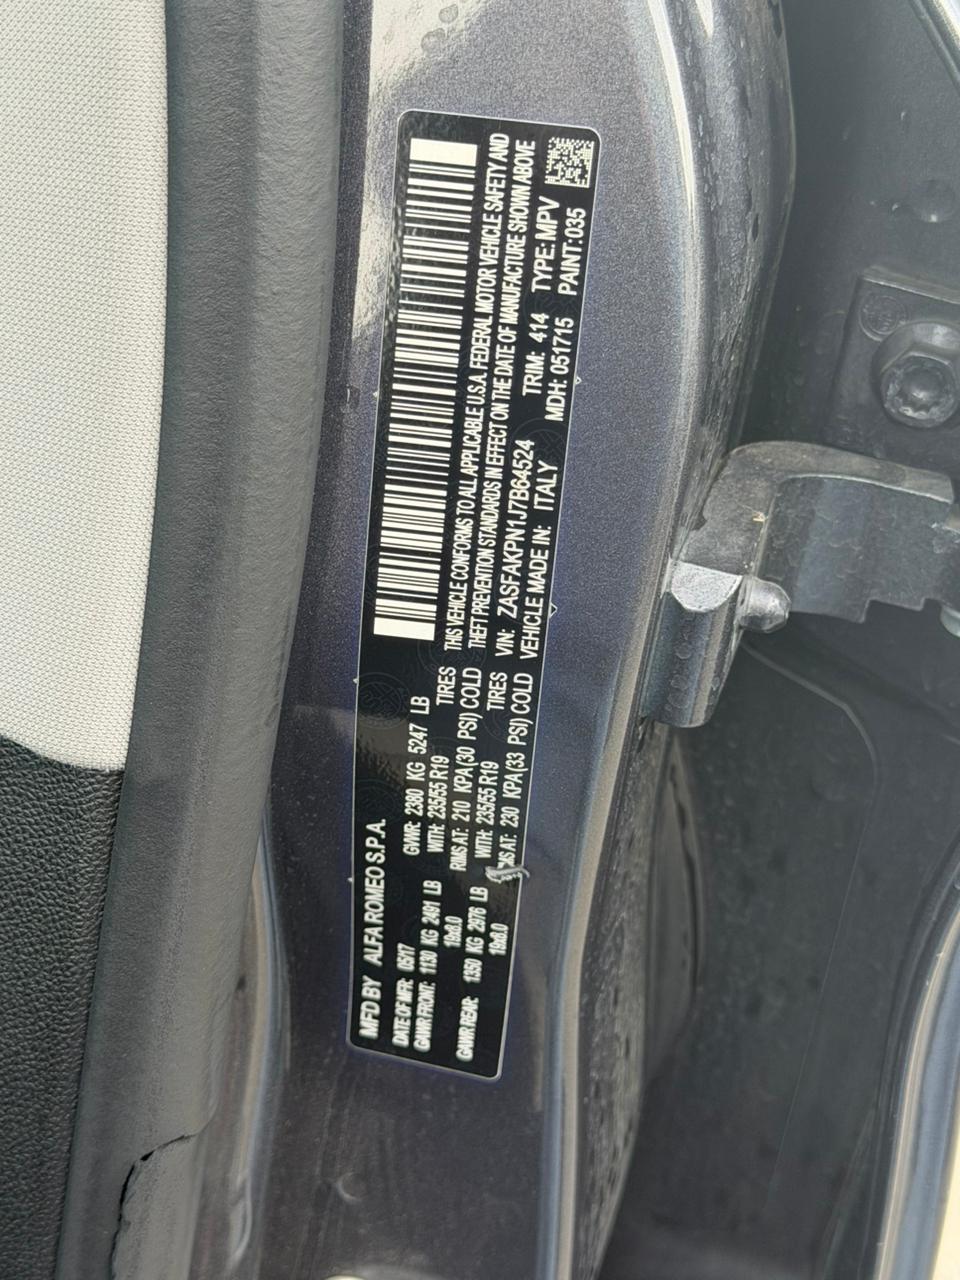 MFD BY ALFA ROMEO S.P.A.
DATE OF MFR: 05/17 GVWR: 2380 KG 5247 LB
GAWR FRONT: 1130 KG 2491 LB WITH: 235/55 R19 TIRES
19x8.0 RIMS AT: 210 KPA(30 PSI) COLD
GAWR REAR: 1350 KG 2976 LB WITH: 235/55 R19 TIRES
19x8.0 AT: 230 KPA(33 PSI) COLD
THIS VEHICLE CONFORMS TO ALL APPLICABLE U.S.A. FEDERAL MOTOR VEHICLE SAFETY AND
THEFT PREVENTION STANDARDS IN EFFECT ON THE DATE OF MANUFACTURE SHOWN ABOVE
VIN: ZASFAKPN1J7B64524 TRIM: 414 TYPE: MPV
VEHICLE MADE IN: ITALY MDH: 051715 PAINT: 035